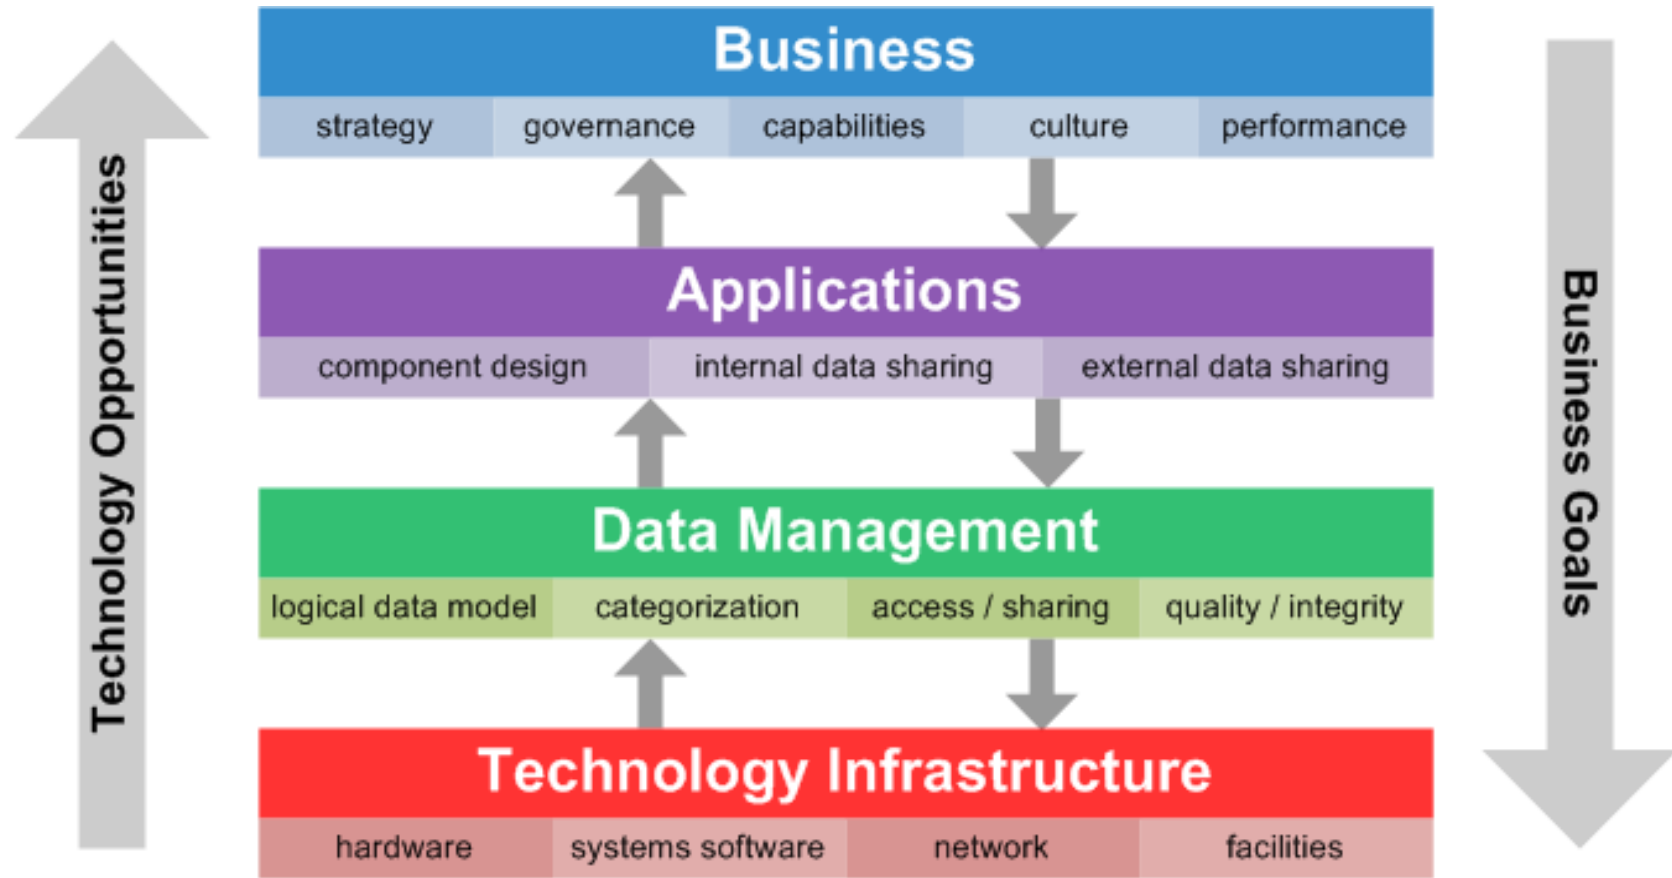 Business
strategy governance capabilities culture performance
Applications
component design internal data sharing external data sharing
Data Management
logical data model categorization access / sharing quality / integrity
Technology Infrastructure
hardware systems software network facilities
Technology Opportunities
Business Goals